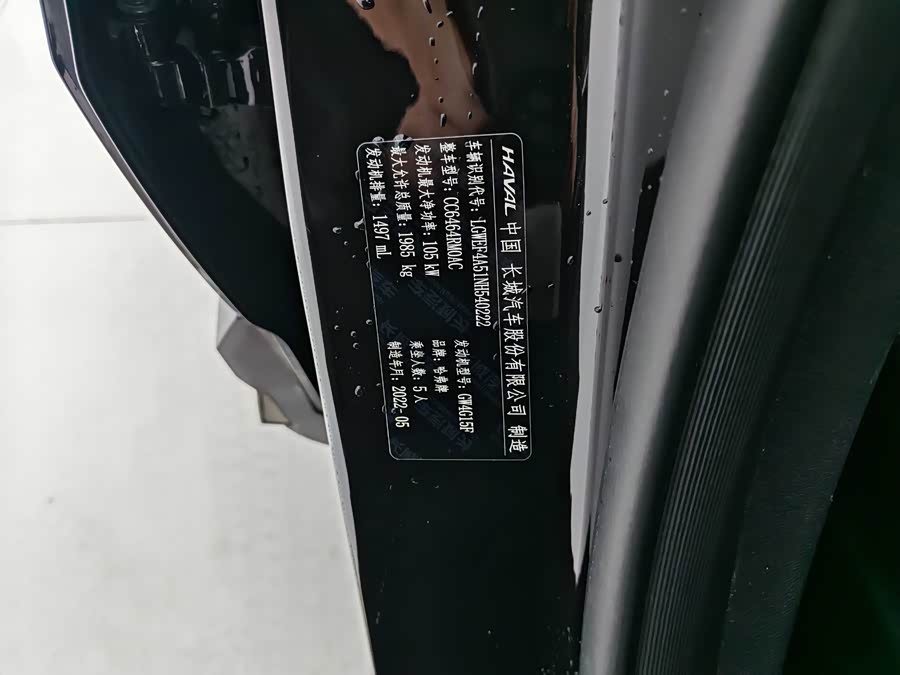 HAVAL 中国 长城汽车股份有限公司 制造
车辆识别代号: LGWEF4A51NH540222
整车型号: CC6464RM0AC 发动机型号: GW4G15F
发动机最大净功率: 105 kW 品牌: 哈弗牌
最大允许总质量: 1985 kg 乘坐人数: 5人
发动机排量: 1497 mL 制造年月: 2022-05